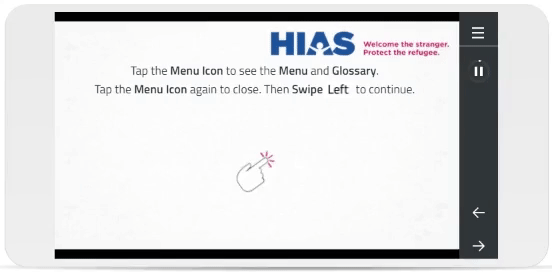 HIAS
Welcome the stranger.
Protect the refugee.
Tap the Menu Icon to see the Menu and Glossary.
Tap the Menu Icon again to close. Then Swipe Left to continue.